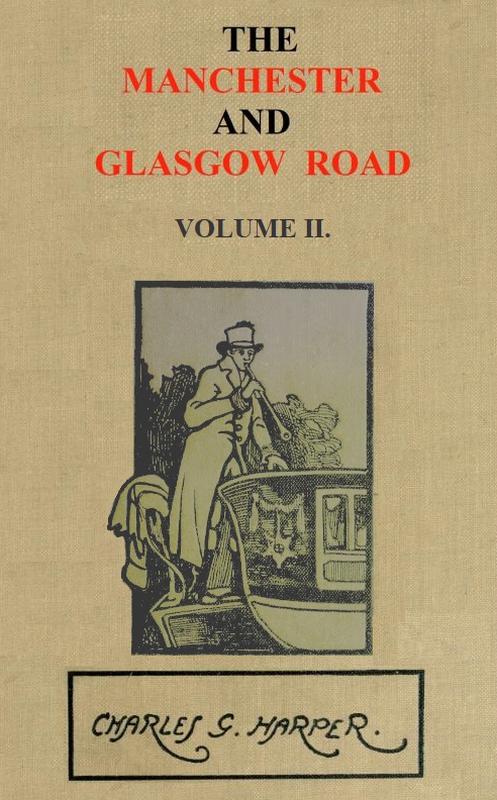 THE
MANCHESTER
AND
GLASGOW ROAD
VOLUME II.
CHARLES G. HARPER.